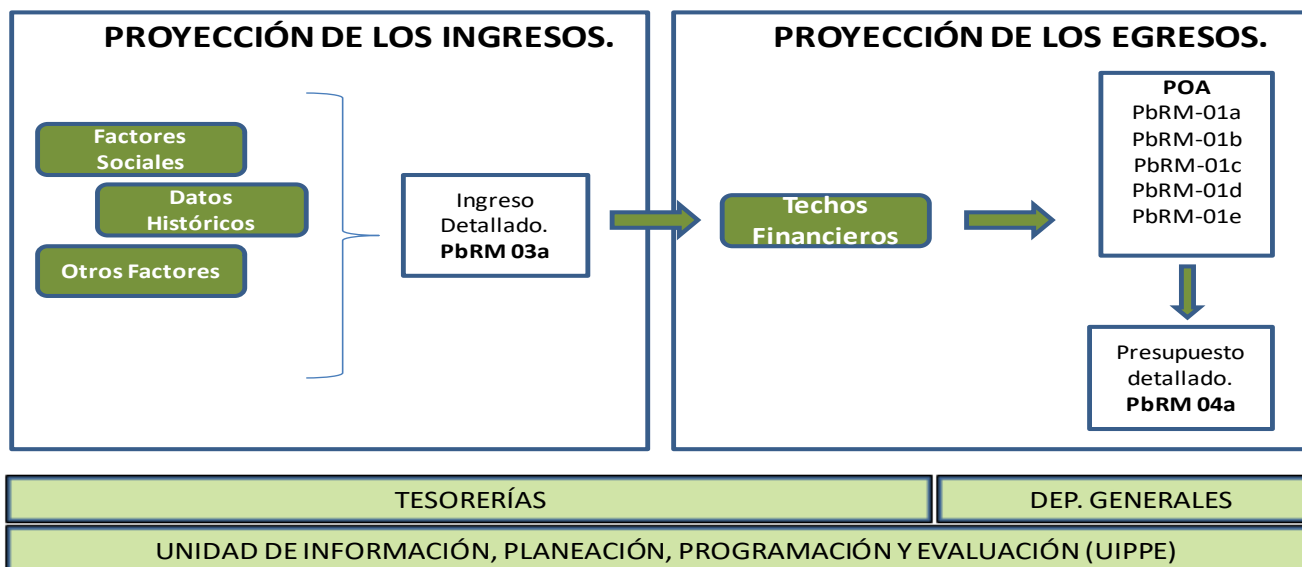 PROYECCIÓN DE LOS INGRESOS.
Factores
Sociales
Datos
Históricos
Otros Factores
Ingreso
Detallado.
PbRM 03a
PROYECCIÓN DE LOS EGRESOS.
Techos
Financieros
POA
PbRM-01a
PbRM-01b
PbRM-01c
PbRM-01d
PbRM-01e
Presupuesto
detallado.
PbRM 04a
TESORERÍAS
DEP. GENERALES
UNIDAD DE INFORMACIÓN, PLANEACIÓN, PROGRAMACIÓN Y EVALUACIÓN (UIPPE)